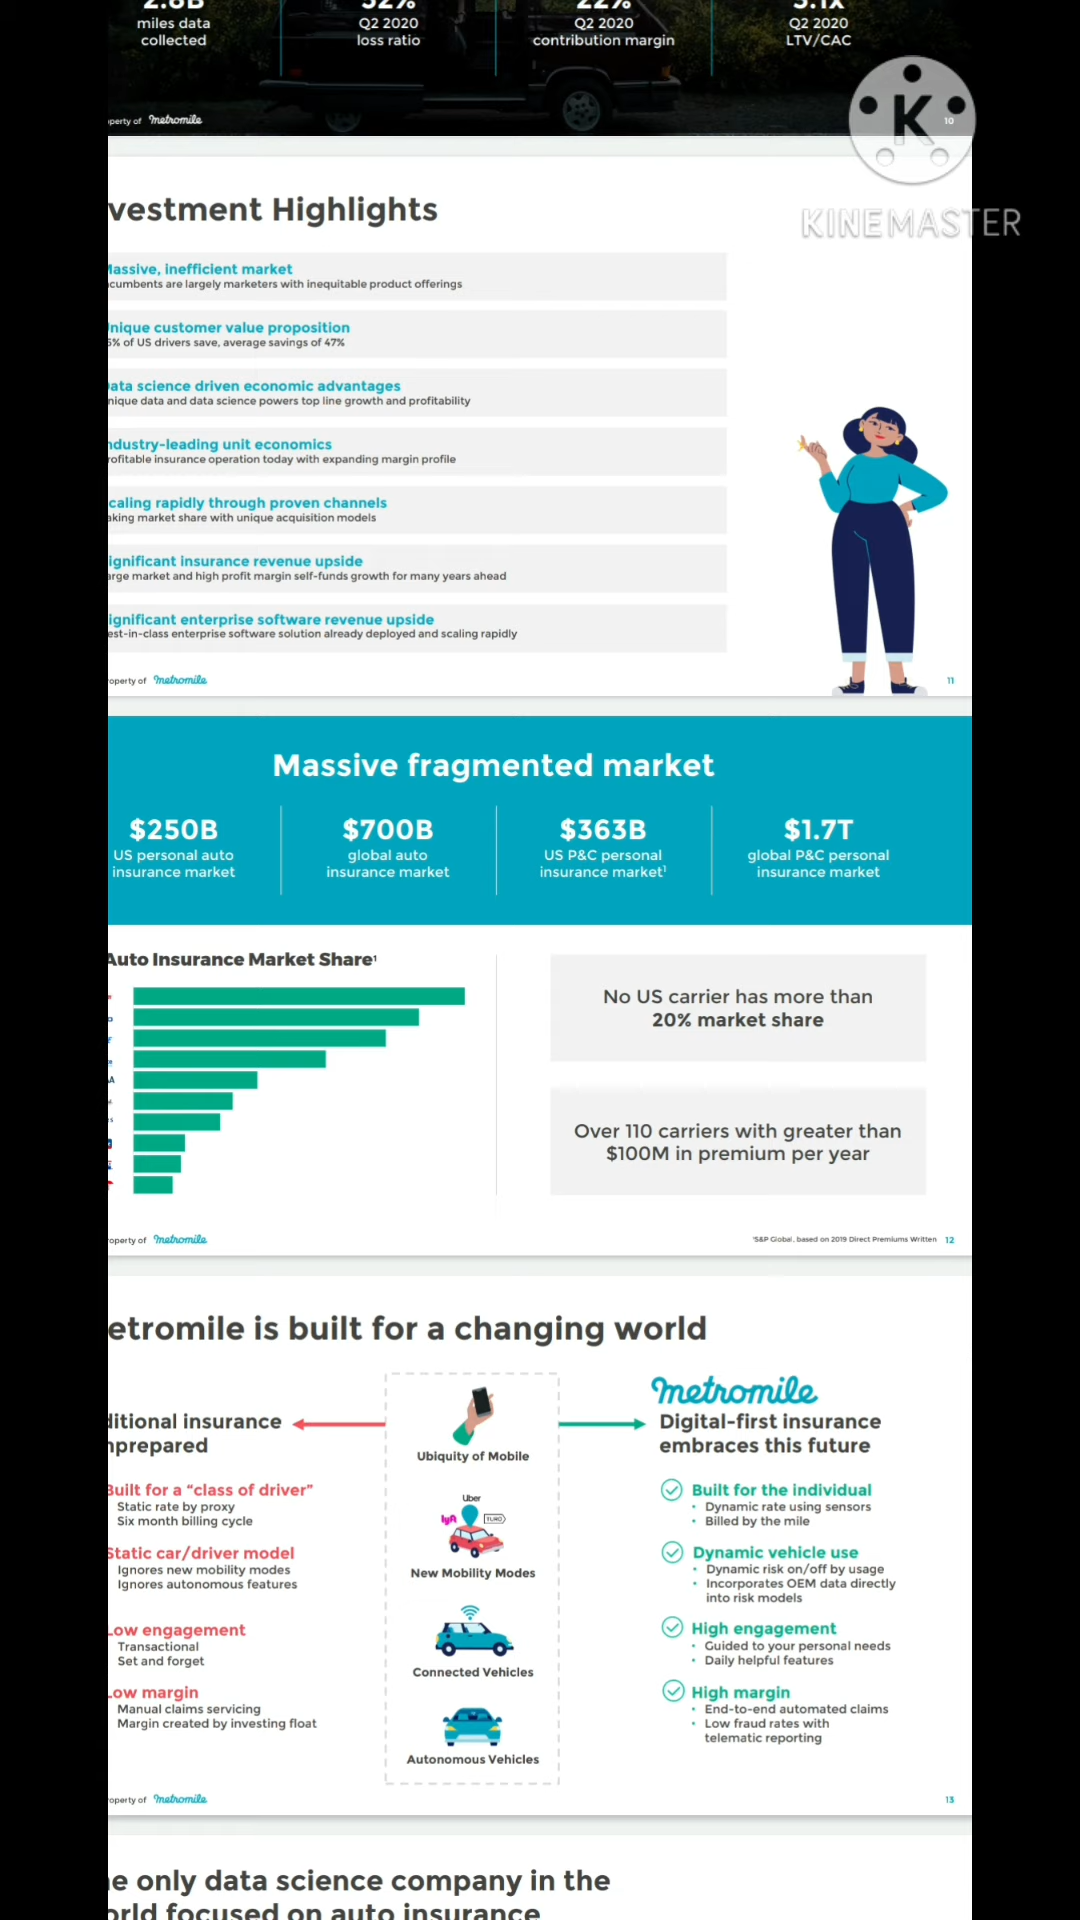 miles data
collected
Q2 2020
loss ratio
Q2 2020
contribution margin
Q2 2020
LTV/CAC
perty of metromile
10
K
KINEMASTER
vestment Highlights
assive, inefficient market
cumbents are largely marketers with inequitable product offerings
nique customer value proposition
5% of US drivers save, average savings of 47%
ata science driven economic advantages
nique data and data science powers top line growth and profitability
ndustry-leading unit economics
rofitable insurance operation today with expanding margin profile
caling rapidly through proven channels
aking market share with unique acquisition models
ignificant insurance revenue upside
arge market and high profit margin self-funds growth for many years ahead
ignificant enterprise software revenue upside
est-in-class enterprise software solution already deployed and scaling rapidly
operty of metromile
11
Massive fragmented market
$250B
US personal auto
insurance market
$700B
global auto
insurance market
$363B
US P&C personal
insurance market¹
$1.7T
global P&C personal
insurance market
Auto Insurance Market Share¹
No US carrier has more than
20% market share
Over 110 carriers with greater than
$100M in premium per year
operty of metromile
¹S&P Global, based on 2019 Direct Premiums Written 12
etromile is built for a changing world
ditional insurance
nprepared
Built for a “class of driver”
Static rate by proxy
Six month billing cycle
Static car/driver model
Ignores new mobility modes
Ignores autonomous features
Low engagement
Transactional
Set and forget
Low margin
Manual claims servicing
Margin created by investing float
Ubiquity of Mobile
Uber
lyft
TURO
New Mobility Modes
Connected Vehicles
Autonomous Vehicles
metromile
Digital-first insurance
embraces this future
Built for the individual
• Dynamic rate using sensors
• Billed by the mile
Dynamic vehicle use
• Dynamic risk on/off by usage
• Incorporates OEM data directly
into risk models
High engagement
• Guided to your personal needs
• Daily helpful features
High margin
• End-to-end automated claims
• Low fraud rates with
telematic reporting
operty of metromile
13
e only data science company in the
orld focused on auto insurance